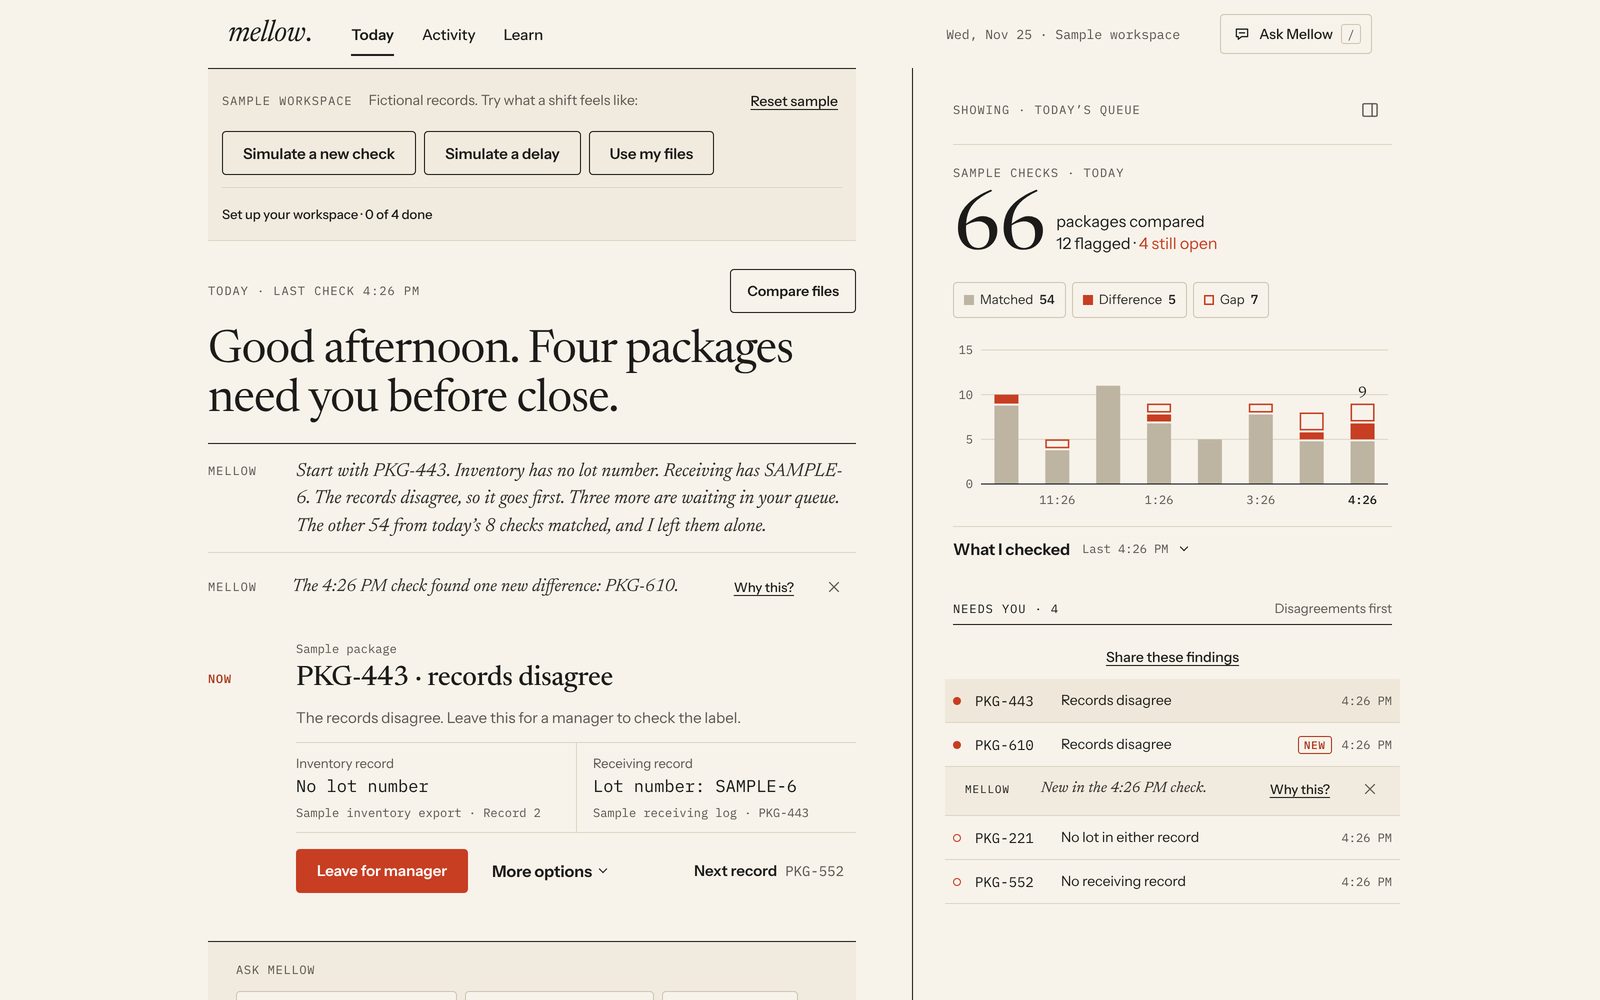 mellow.
Today
Activity
Learn
Wed, Nov 25 · Sample workspace
Ask Mellow /
SAMPLE WORKSPACE Fictional records. Try what a shift feels like: Reset sample
Simulate a new check
Simulate a delay
Use my files
Set up your workspace · 0 of 4 done
TODAY · LAST CHECK 4:26 PM
Compare files
Good afternoon. Four packages
need you before close.
MELLOW
Start with PKG-443. Inventory has no lot number. Receiving has SAMPLE-
6. The records disagree, so it goes first. Three more are waiting in your queue.
The other 54 from today’s 8 checks matched, and I left them alone.
MELLOW
The 4:26 PM check found one new difference: PKG-610.
Why this?
Sample package
NOW
PKG-443 · records disagree
The records disagree. Leave this for a manager to check the label.
Inventory record
No lot number
Sample inventory export · Record 2
Receiving record
Lot number: SAMPLE-6
Sample receiving log · PKG-443
Leave for manager
More options
Next record PKG-552
ASK MELLOW
SHOWING · TODAY’S QUEUE
SAMPLE CHECKS · TODAY
66
packages compared
12 flagged · 4 still open
Matched 54
Difference 5
Gap 7
15
10
5
0
9
11:26
1:26
3:26
4:26
What I checked Last 4:26 PM
NEEDS YOU · 4
Disagreements first
Share these findings
PKG-443 Records disagree 4:26 PM
PKG-610 Records disagree NEW 4:26 PM
MELLOW New in the 4:26 PM check. Why this?
PKG-221 No lot in either record 4:26 PM
PKG-552 No receiving record 4:26 PM